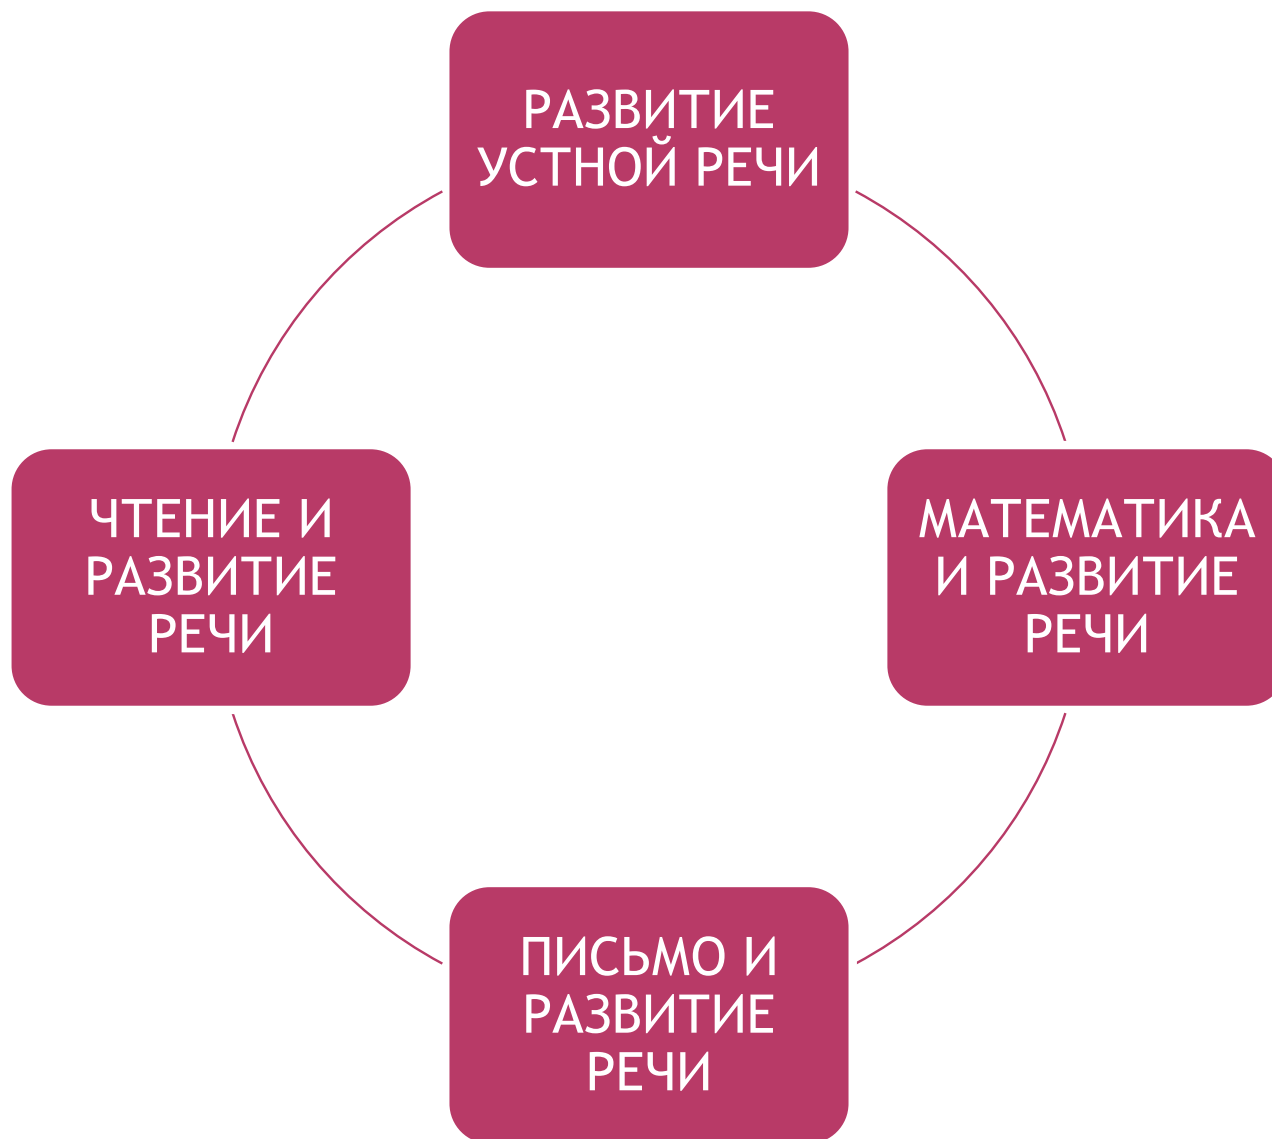 РАЗВИТИЕ
УСТНОЙ РЕЧИ
МАТЕМАТИКА
И РАЗВИТИЕ
РЕЧИ
ПИСЬМО И
РАЗВИТИЕ
РЕЧИ
ЧТЕНИЕ И
РАЗВИТИЕ
РЕЧИ